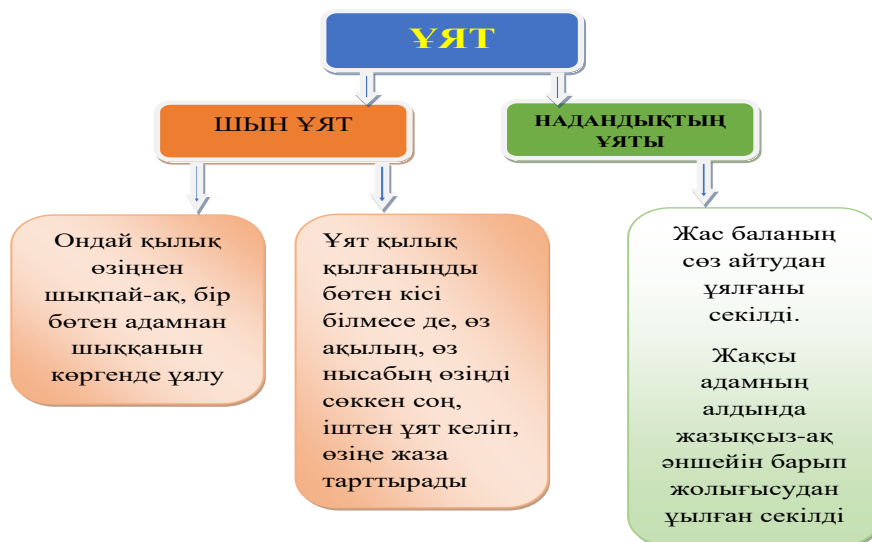 ҰЯТ
ШЫН ҰЯТ
НАДАНДЫҚТЫҢ
ҰЯТЫ
Ондай қылық
өзіңнен
шықпай-ақ, бір
бөтен адамнан
шыққанын
көргенде ұялу
Ұят қылық
қылғаныңды
бөтен кісі
білмесе де, өз
ақылың, өз
нысабың өзіңді
сөккен соң,
іштен ұят келіп,
өзіңе жаза
тарттырады
Жас баланың
сөз айтудан
ұялғаны
секілді.
Жақсы
адамның
алдында
жазықсыз-ақ
әншейін барып
жолығысудан
ұылған секілді